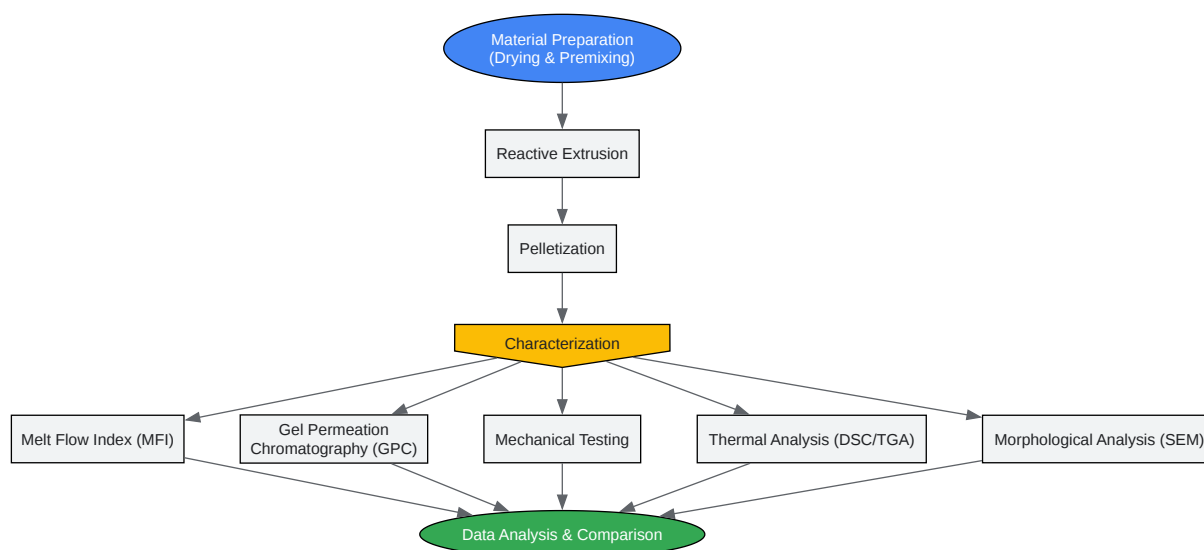 Material Preparation
(Drying & Premixing)
Reactive Extrusion
Pelletization
Characterization
Melt Flow Index (MFI)
Gel Permeation
Chromatography (GPC)
Mechanical Testing
Thermal Analysis (DSC/TGA)
Morphological Analysis (SEM)
Data Analysis & Comparison